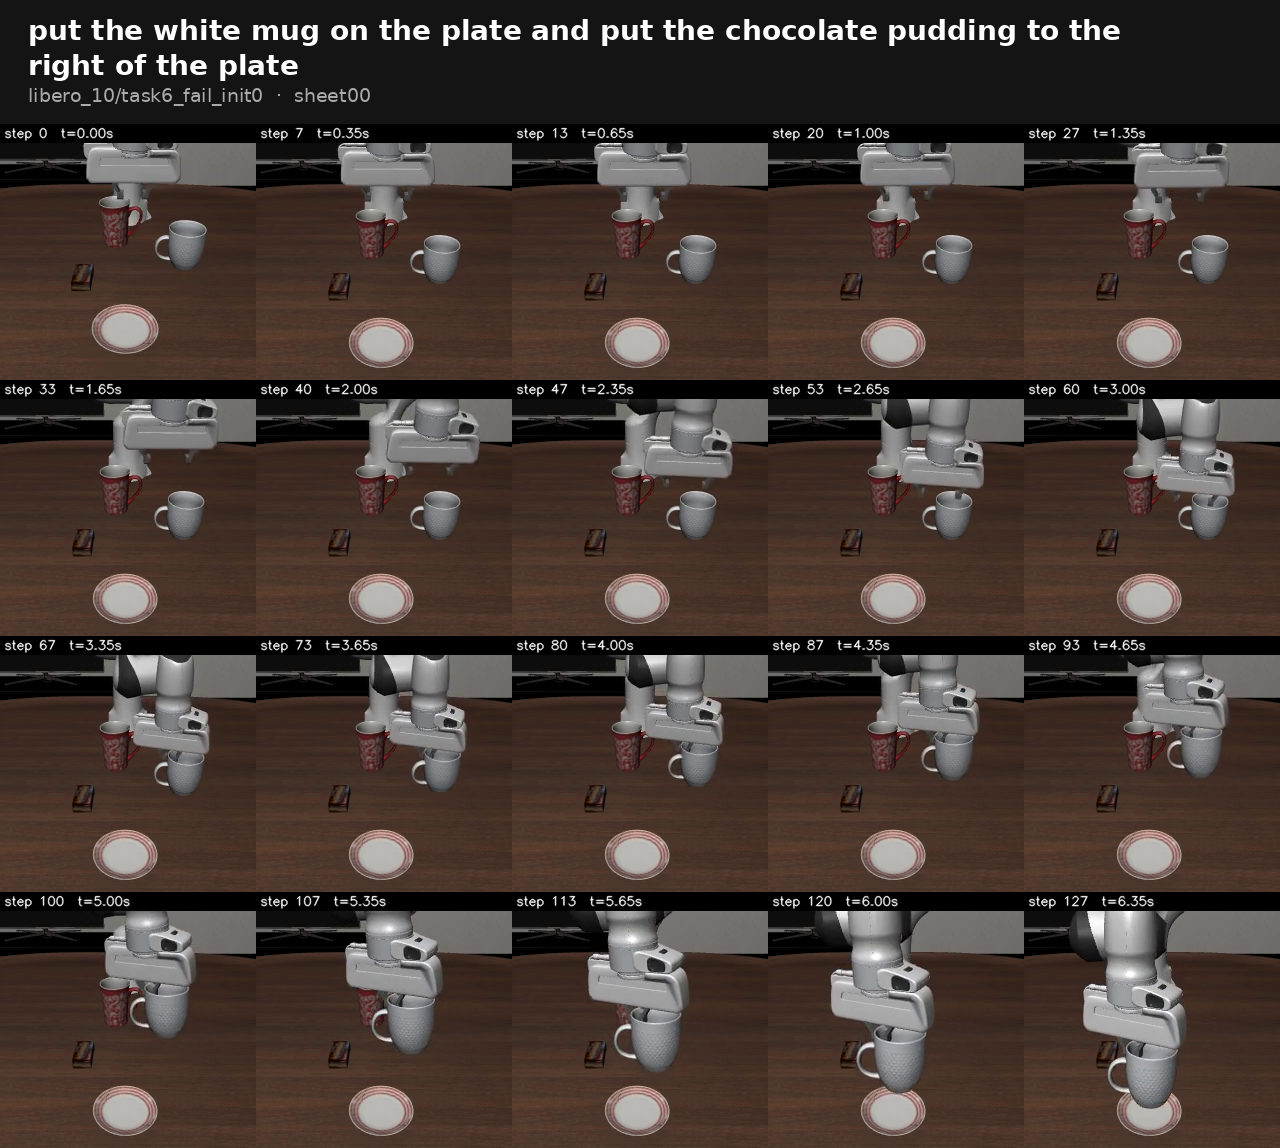 put the white mug on the plate and put the chocolate pudding to the
right of the plate
libero_10/task6_fail_init0 · sheet00
step 0 t=0.00s
step 7 t=0.35s
step 13 t=0.65s
step 20 t=1.00s
step 27 t=1.35s
step 33 t=1.65s
step 40 t=2.00s
step 47 t=2.35s
step 53 t=2.65s
step 60 t=3.00s
step 67 t=3.35s
step 73 t=3.65s
step 80 t=4.00s
step 87 t=4.35s
step 93 t=4.65s
step 100 t=5.00s
step 107 t=5.35s
step 113 t=5.65s
step 120 t=6.00s
step 127 t=6.35s